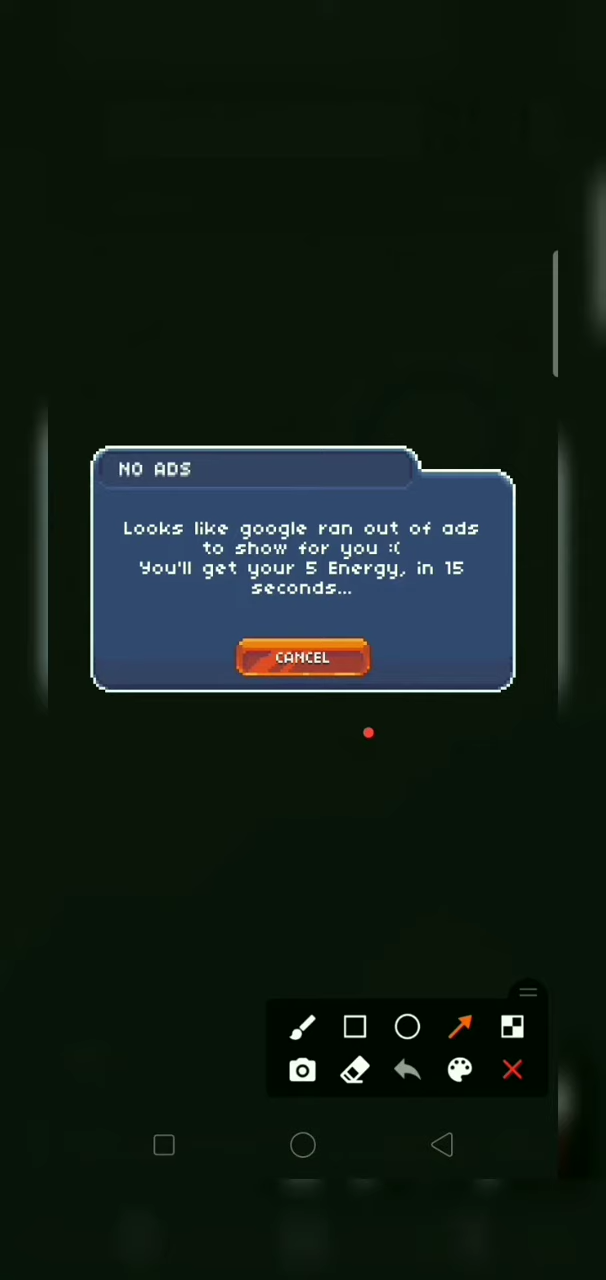 NO ADS
Looks like google ran out of ads
to show for you :(
You'll get your 5 Energy, in 15
seconds...
CANCEL